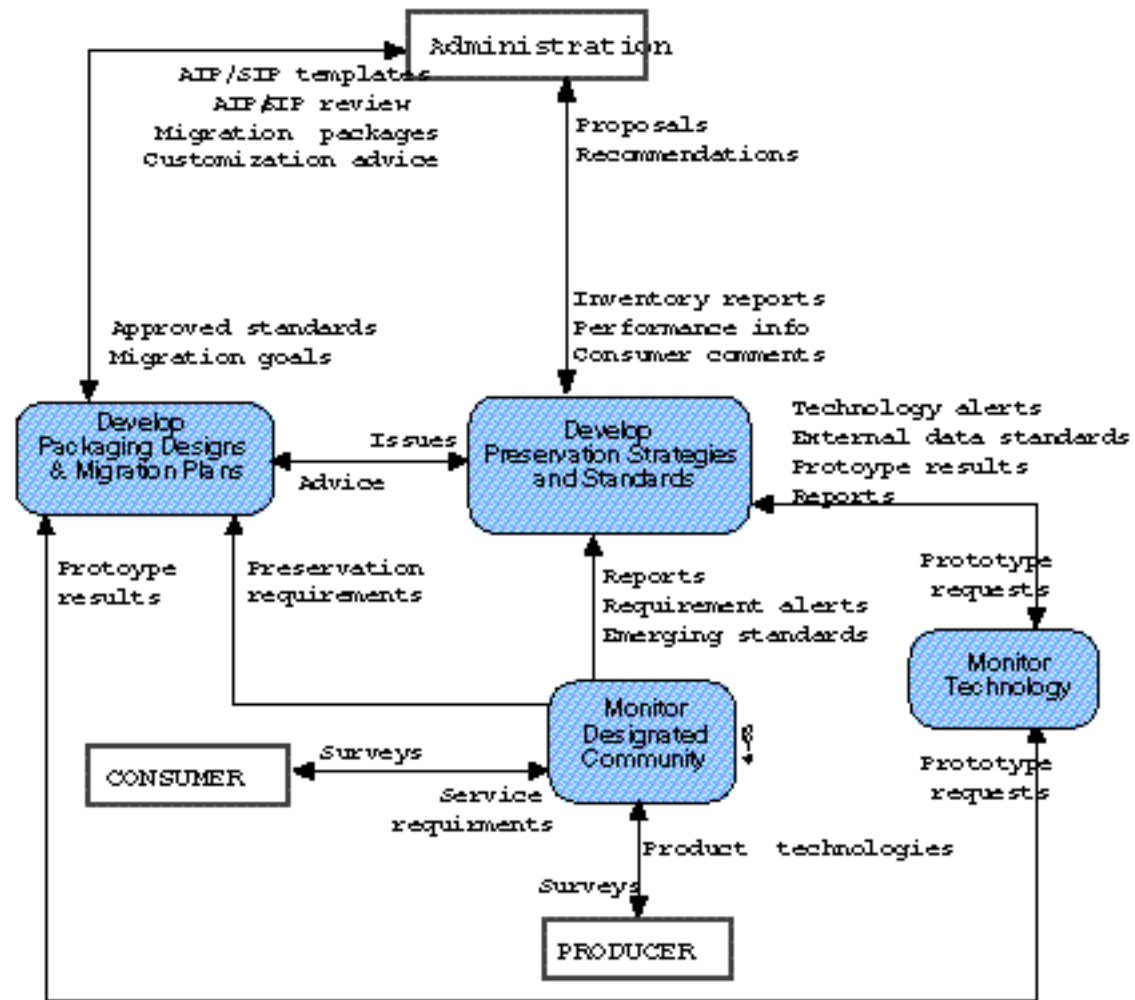 Administration
AIP/SIP templates
AIP/SIP review
Migration packages
Customization advice
Proposals
Recommendations
Inventory reports
Performance info
Consumer comments
Approved standards
Migration goals
Develop
Packaging Designs
& Migration Plans
Issues
Advice
Develop
Preservation Strategies
and Standards
Technology alerts
External data standards
Protoype results
Reports
Protoype
results
Preservation
requirements
Reports
Requirement alerts
Emerging standards
Prototype
requests
Monitor
Technology
Monitor
Designated
Community
Prototype
requests
CONSUMER
Surveys
Service
requirments
Product technologies
Surveys
PRODUCER